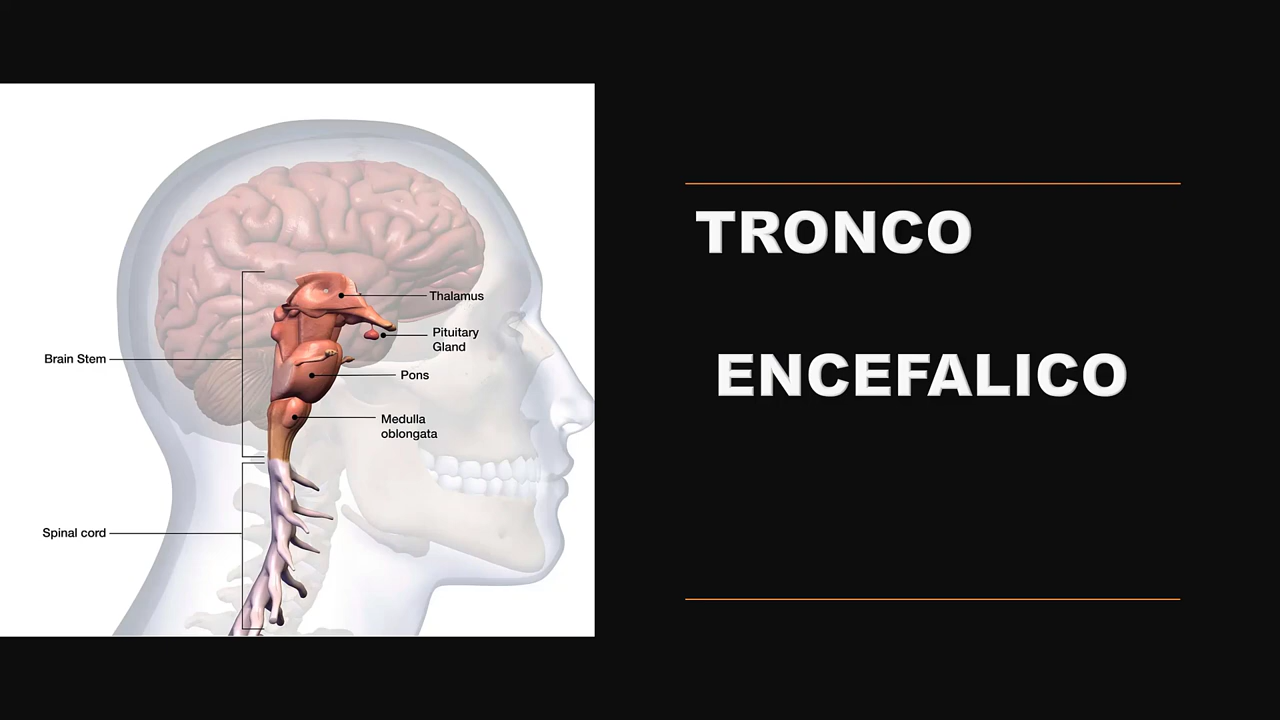 Thalamus
Pituitary
Gland
Brain Stem
Pons
Medulla
oblongata
Spinal cord
TRONCO
ENCEFALICO